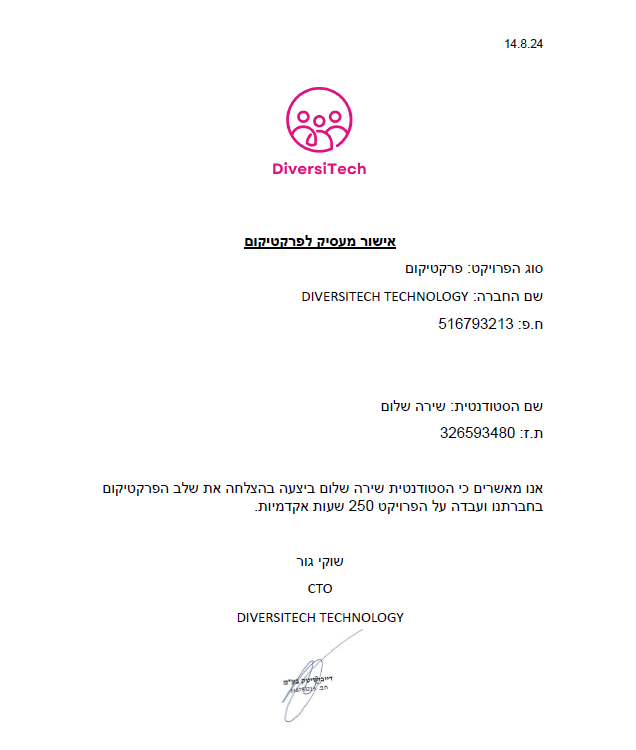 14.8.24
DiversiTech
אישור מעסיק לפרקטיקום
סוג הפרויקט: פרקטיקום
שם החברה: DIVERSITECH TECHNOLOGY
ח.פ: 516793213
שם הסטודנטית: שירה שלום
ת.ז: 326593480
אנו מאשרים כי הסטודנטית שירה שלום ביצעה בהצלחה את שלב הפרקטיקום
בחברתנו ועבדה על הפרויקט 250 שעות אקדמיות.
שוקי גור
CTO
DIVERSITECH TECHNOLOGY
דייברסיטק בע"מ
ח.פ. 516793213